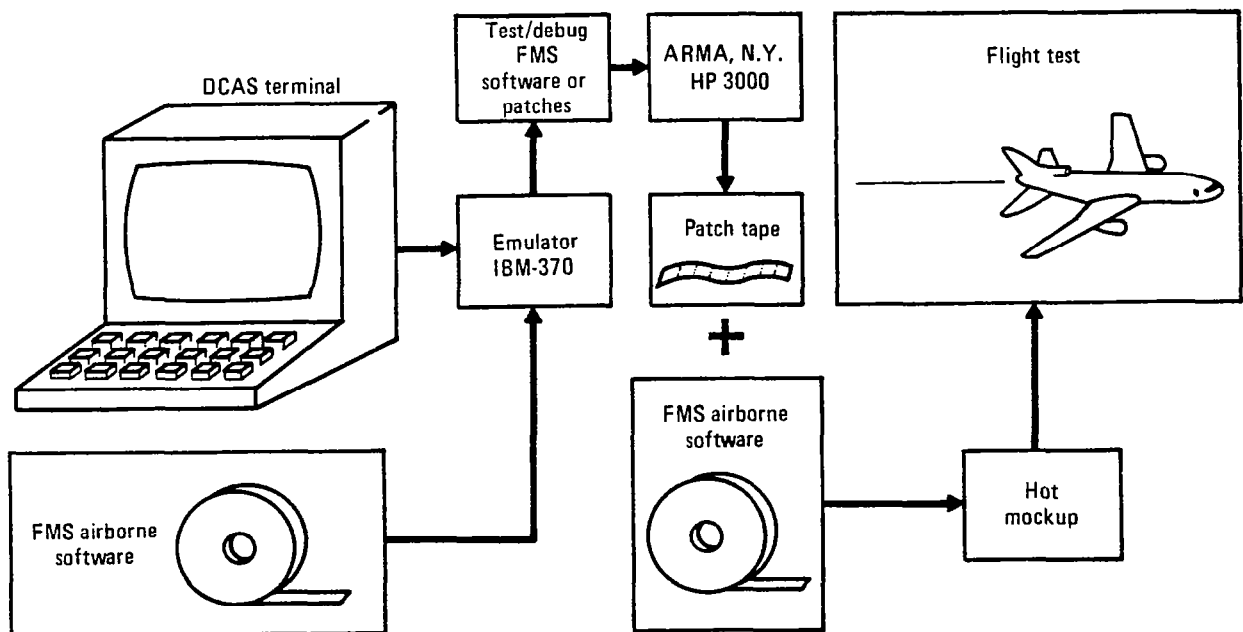 DCAS terminal
Test/debug
FMS
software or
patches
ARMA, N.Y.
HP 3000
Flight test
Emulator
IBM-370
Patch tape
+
FMS airborne
software
FMS airborne
software
Hot
mockup